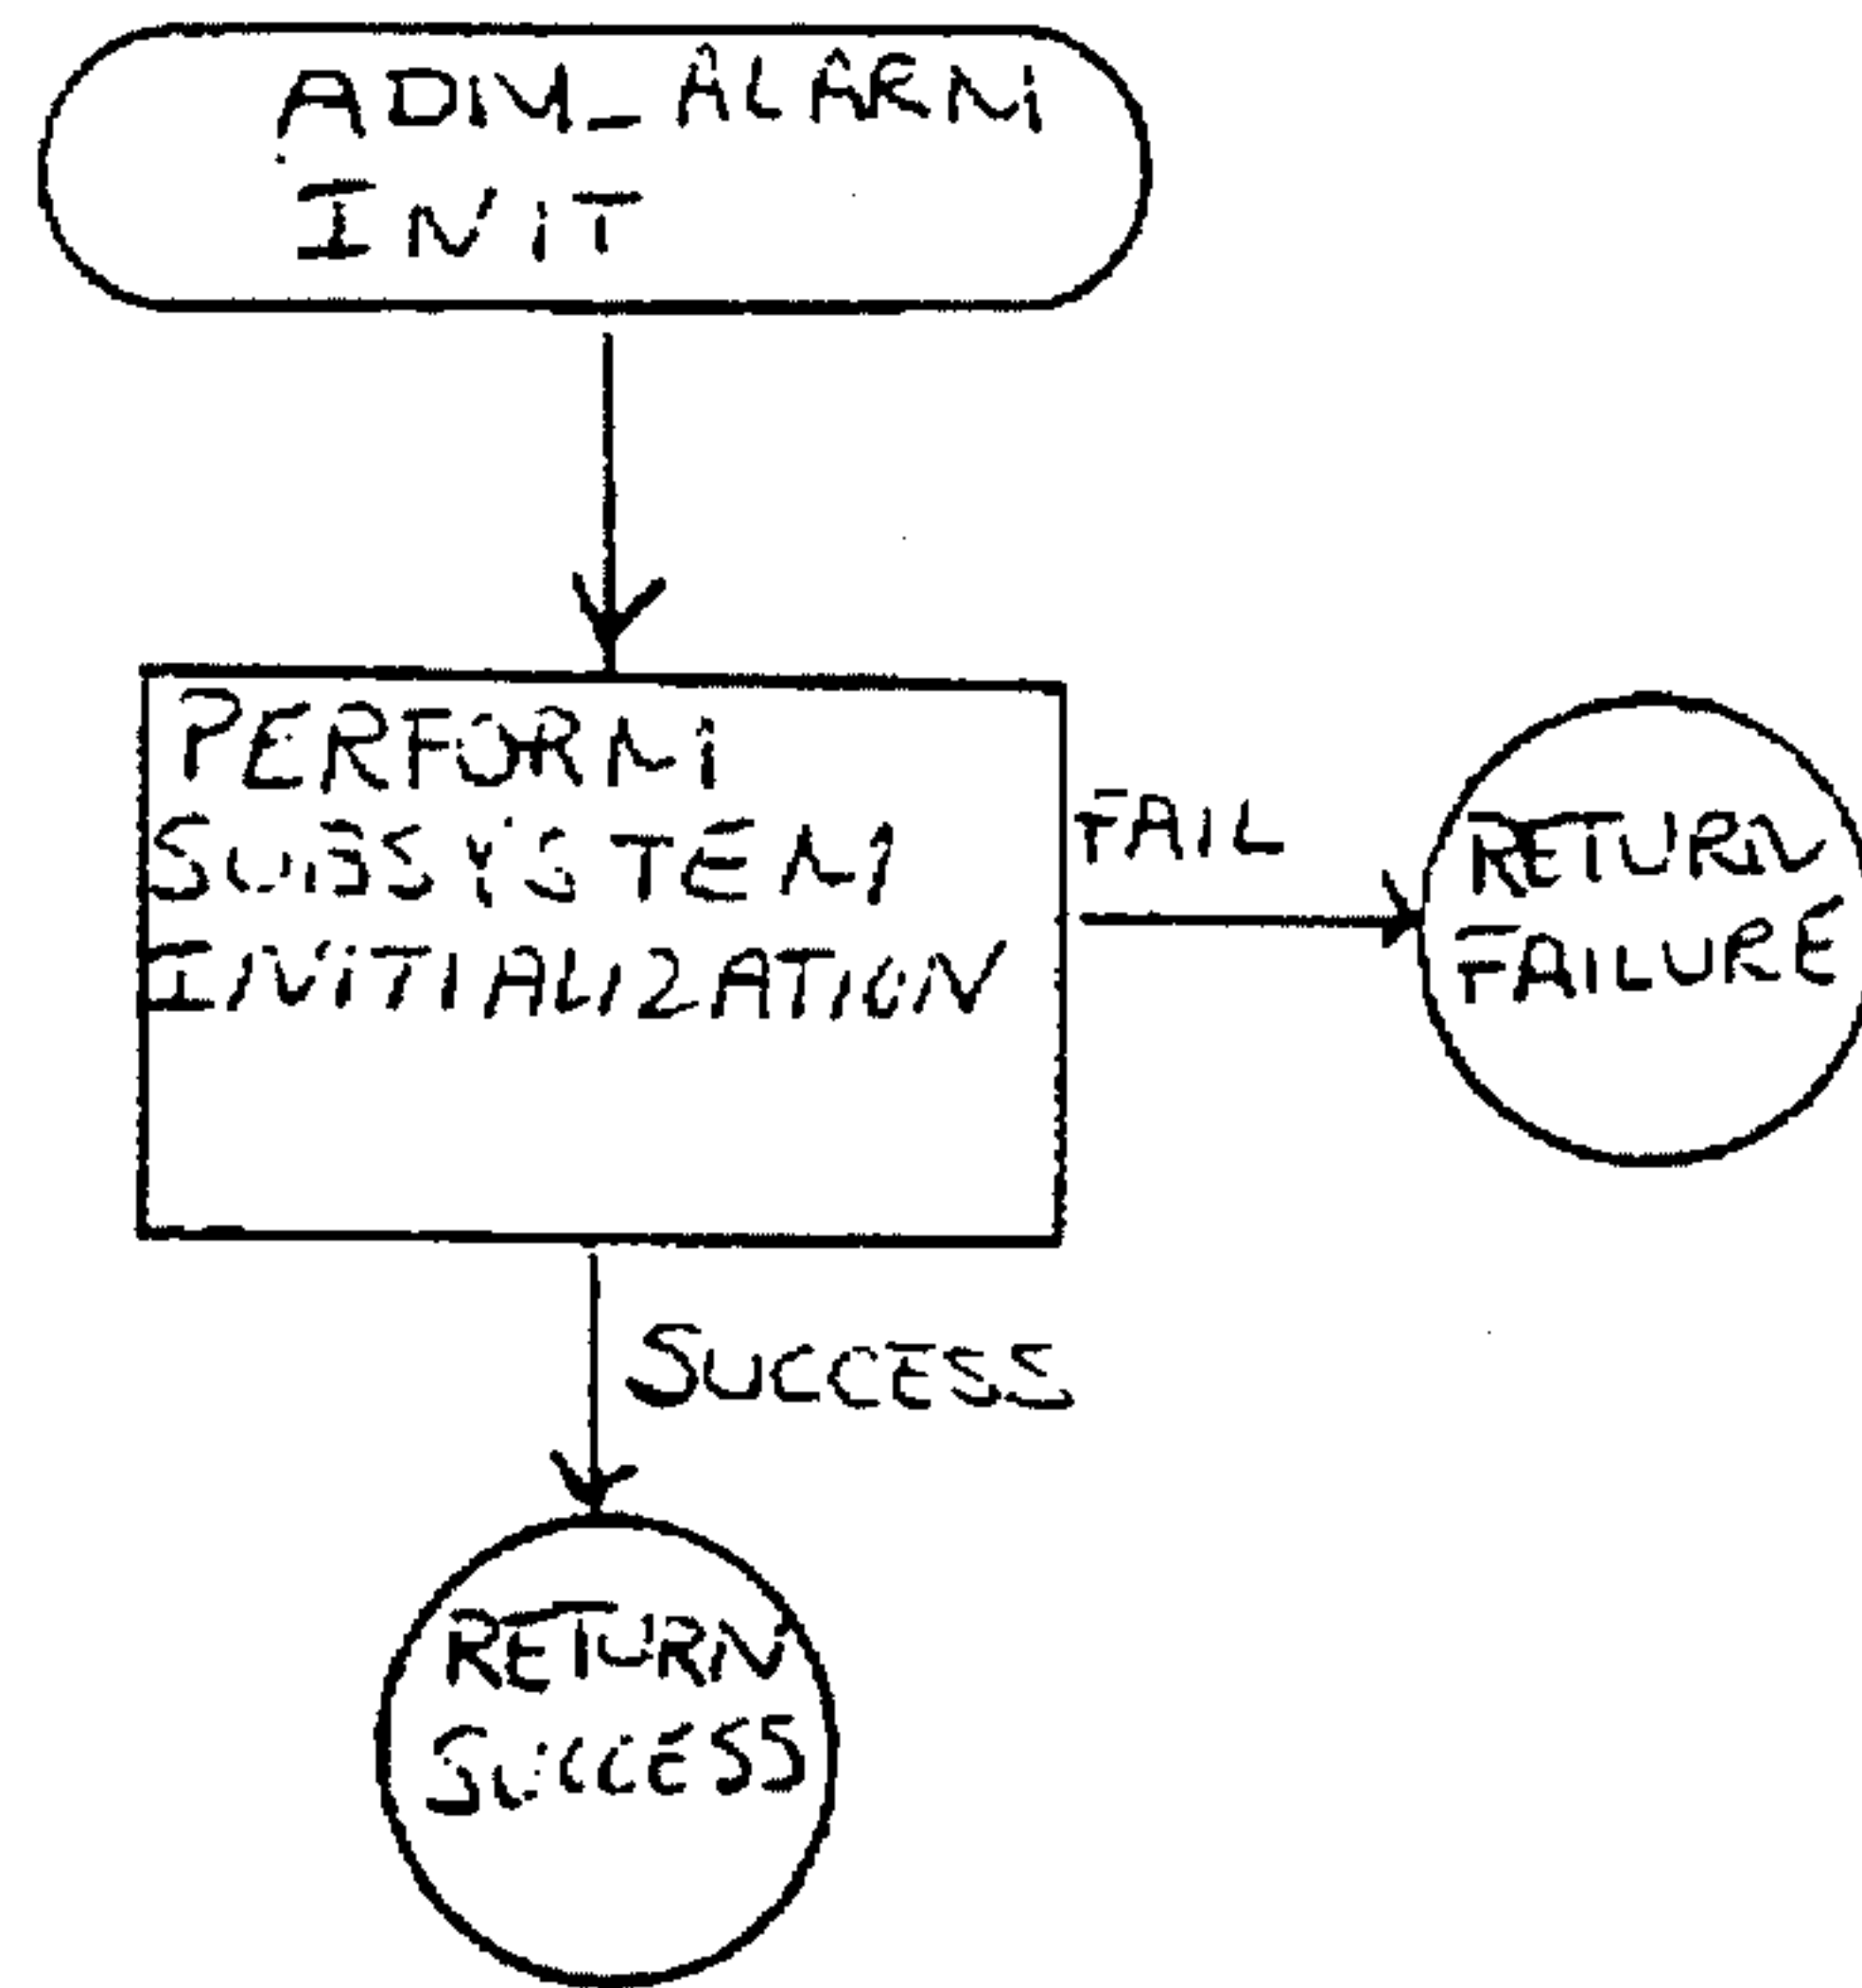 ADM_ALARM
INIT
PERFORM
SUBSYSTEM
INITIALIZATION
FAIL
RETURN
FAILURE
SUCCESS
RETURN
SUCCESS